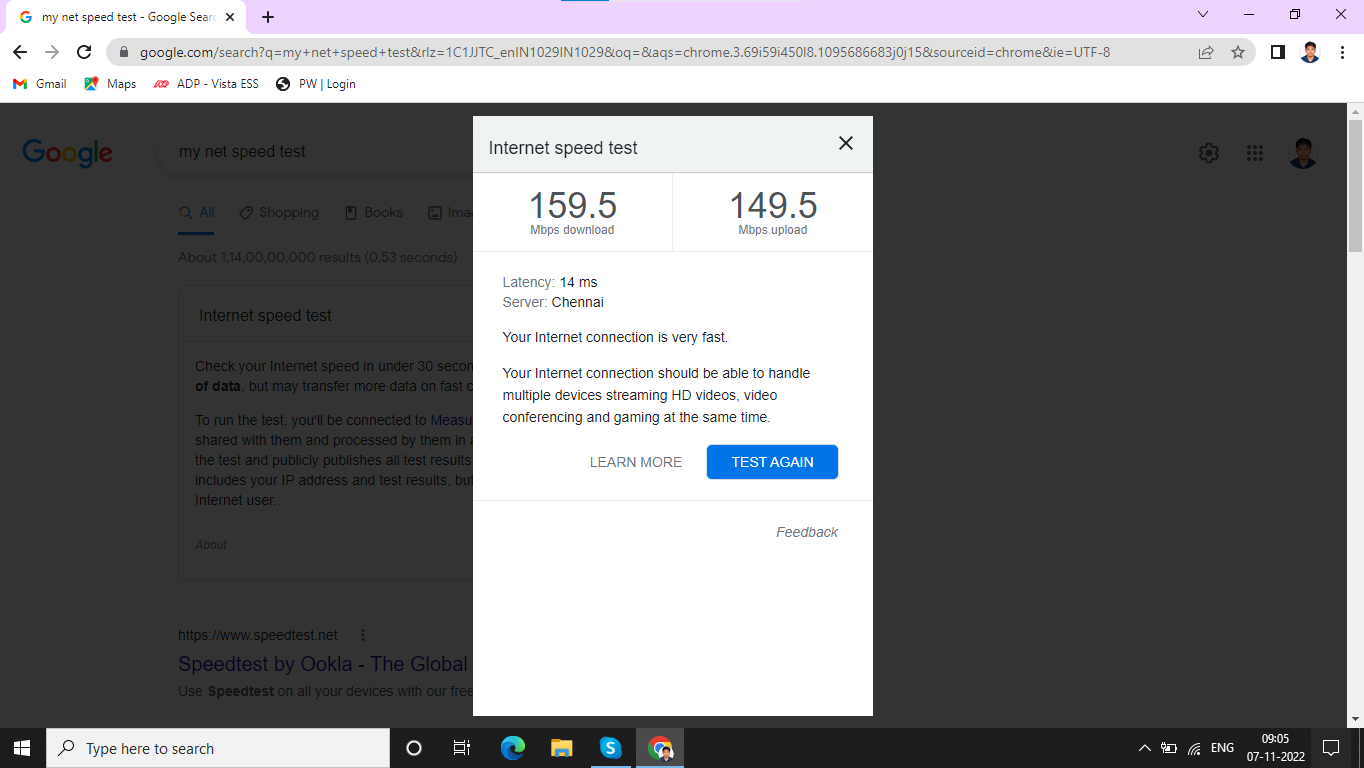 my net speed test - Google Searc
google.com/search?q=my+net+speed+test&rlz=1C1JJTC_enIN1029IN1029&oq=&aqs=chrome.3.69i59i450l8.1095686683j0j15&sourceid=chrome&ie=UTF-8
Gmail Maps ADP - Vista ESS PW | Login
Google my net speed test
All Shopping Books Ima
About 1,14,00,00,000 results (0.53 seconds)
Internet speed test
Check your Internet speed in under 30 secon
of data, but may transfer more data on fast c
To run the test, you'll be connected to Measu
shared with them and processed by them in a
the test and publicly publishes all test results
includes your IP address and test results, but
Internet user.
About
https://www.speedtest.net
Speedtest by Ookla - The Global
Use Speedtest on all your devices with our free
Internet speed test
159.5 149.5
Mbps download Mbps upload
Latency: 14 ms
Server: Chennai
Your Internet connection is very fast.
Your Internet connection should be able to handle
multiple devices streaming HD videos, video
conferencing and gaming at the same time.
LEARN MORE TEST AGAIN
Feedback
Type here to search
ENG
09:05
07-11-2022